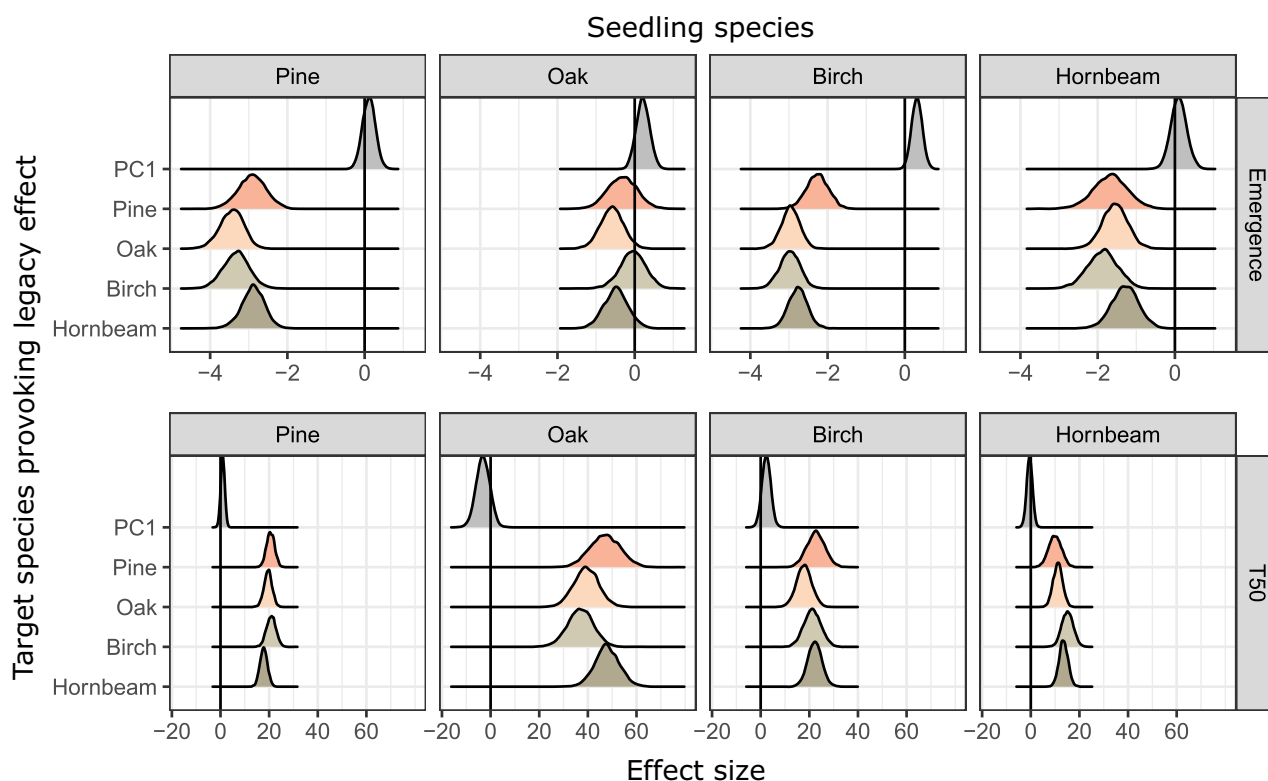 Seedling species
Pine Oak Birch Hornbeam
Target species provoking legacy effect
PC1
Pine
Oak
Birch
Hornbeam
Emergence
−4 −2 0 −4 −2 0 −4 −2 0 −4 −2 0
Pine Oak Birch Hornbeam
PC1
Pine
Oak
Birch
Hornbeam
T50
−20 0 20 40 60 −20 0 20 40 60 −20 0 20 40 60 −20 0 20 40 60
Effect size